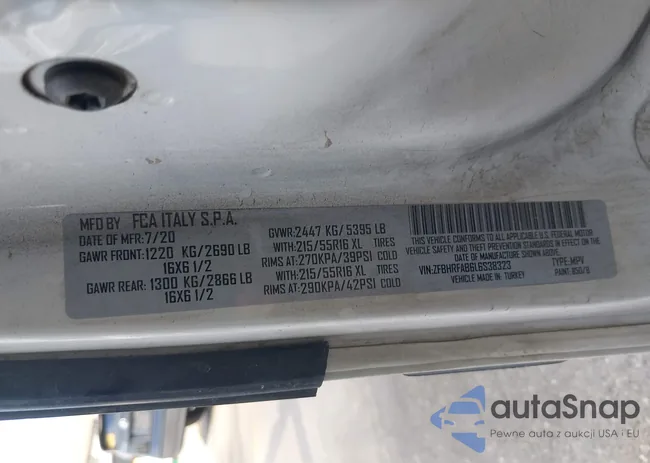 MFD BY FCA ITALY S.P.A.
DATE OF MFR: 7/20
GAWR FRONT: 1220 KG/2690 LB
16X6 1/2
GAWR REAR: 1300 KG/2866 LB
16X6 1/2
GVWR: 2447 KG/5395 LB
WITH: 215/55R16 XL TIRES
RIMS AT: 270KPA/39PSI COLD
WITH: 215/55R16 XL TIRES
RIMS AT: 290KPA/42PSI COLD
THIS VEHICLE CONFORMS TO ALL APPLICABLE U.S. FEDERAL MOTOR
VEHICLE SAFETY AND THEFT PREVENTION STANDARDS IN EFFECT ON THE
DATE OF MANUFACTURE SHOWN ABOVE.
VIN: ZFBHRFAB6L6S38323 TYPE: MPV
VEHICLE MADE IN: TURKEY PAINT: 850/B
autaSnap
Pewne auta z aukcji USA i EU